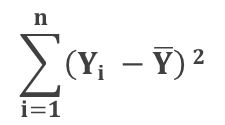 n
∑(Yᵢ − Ȳ)²
i=1